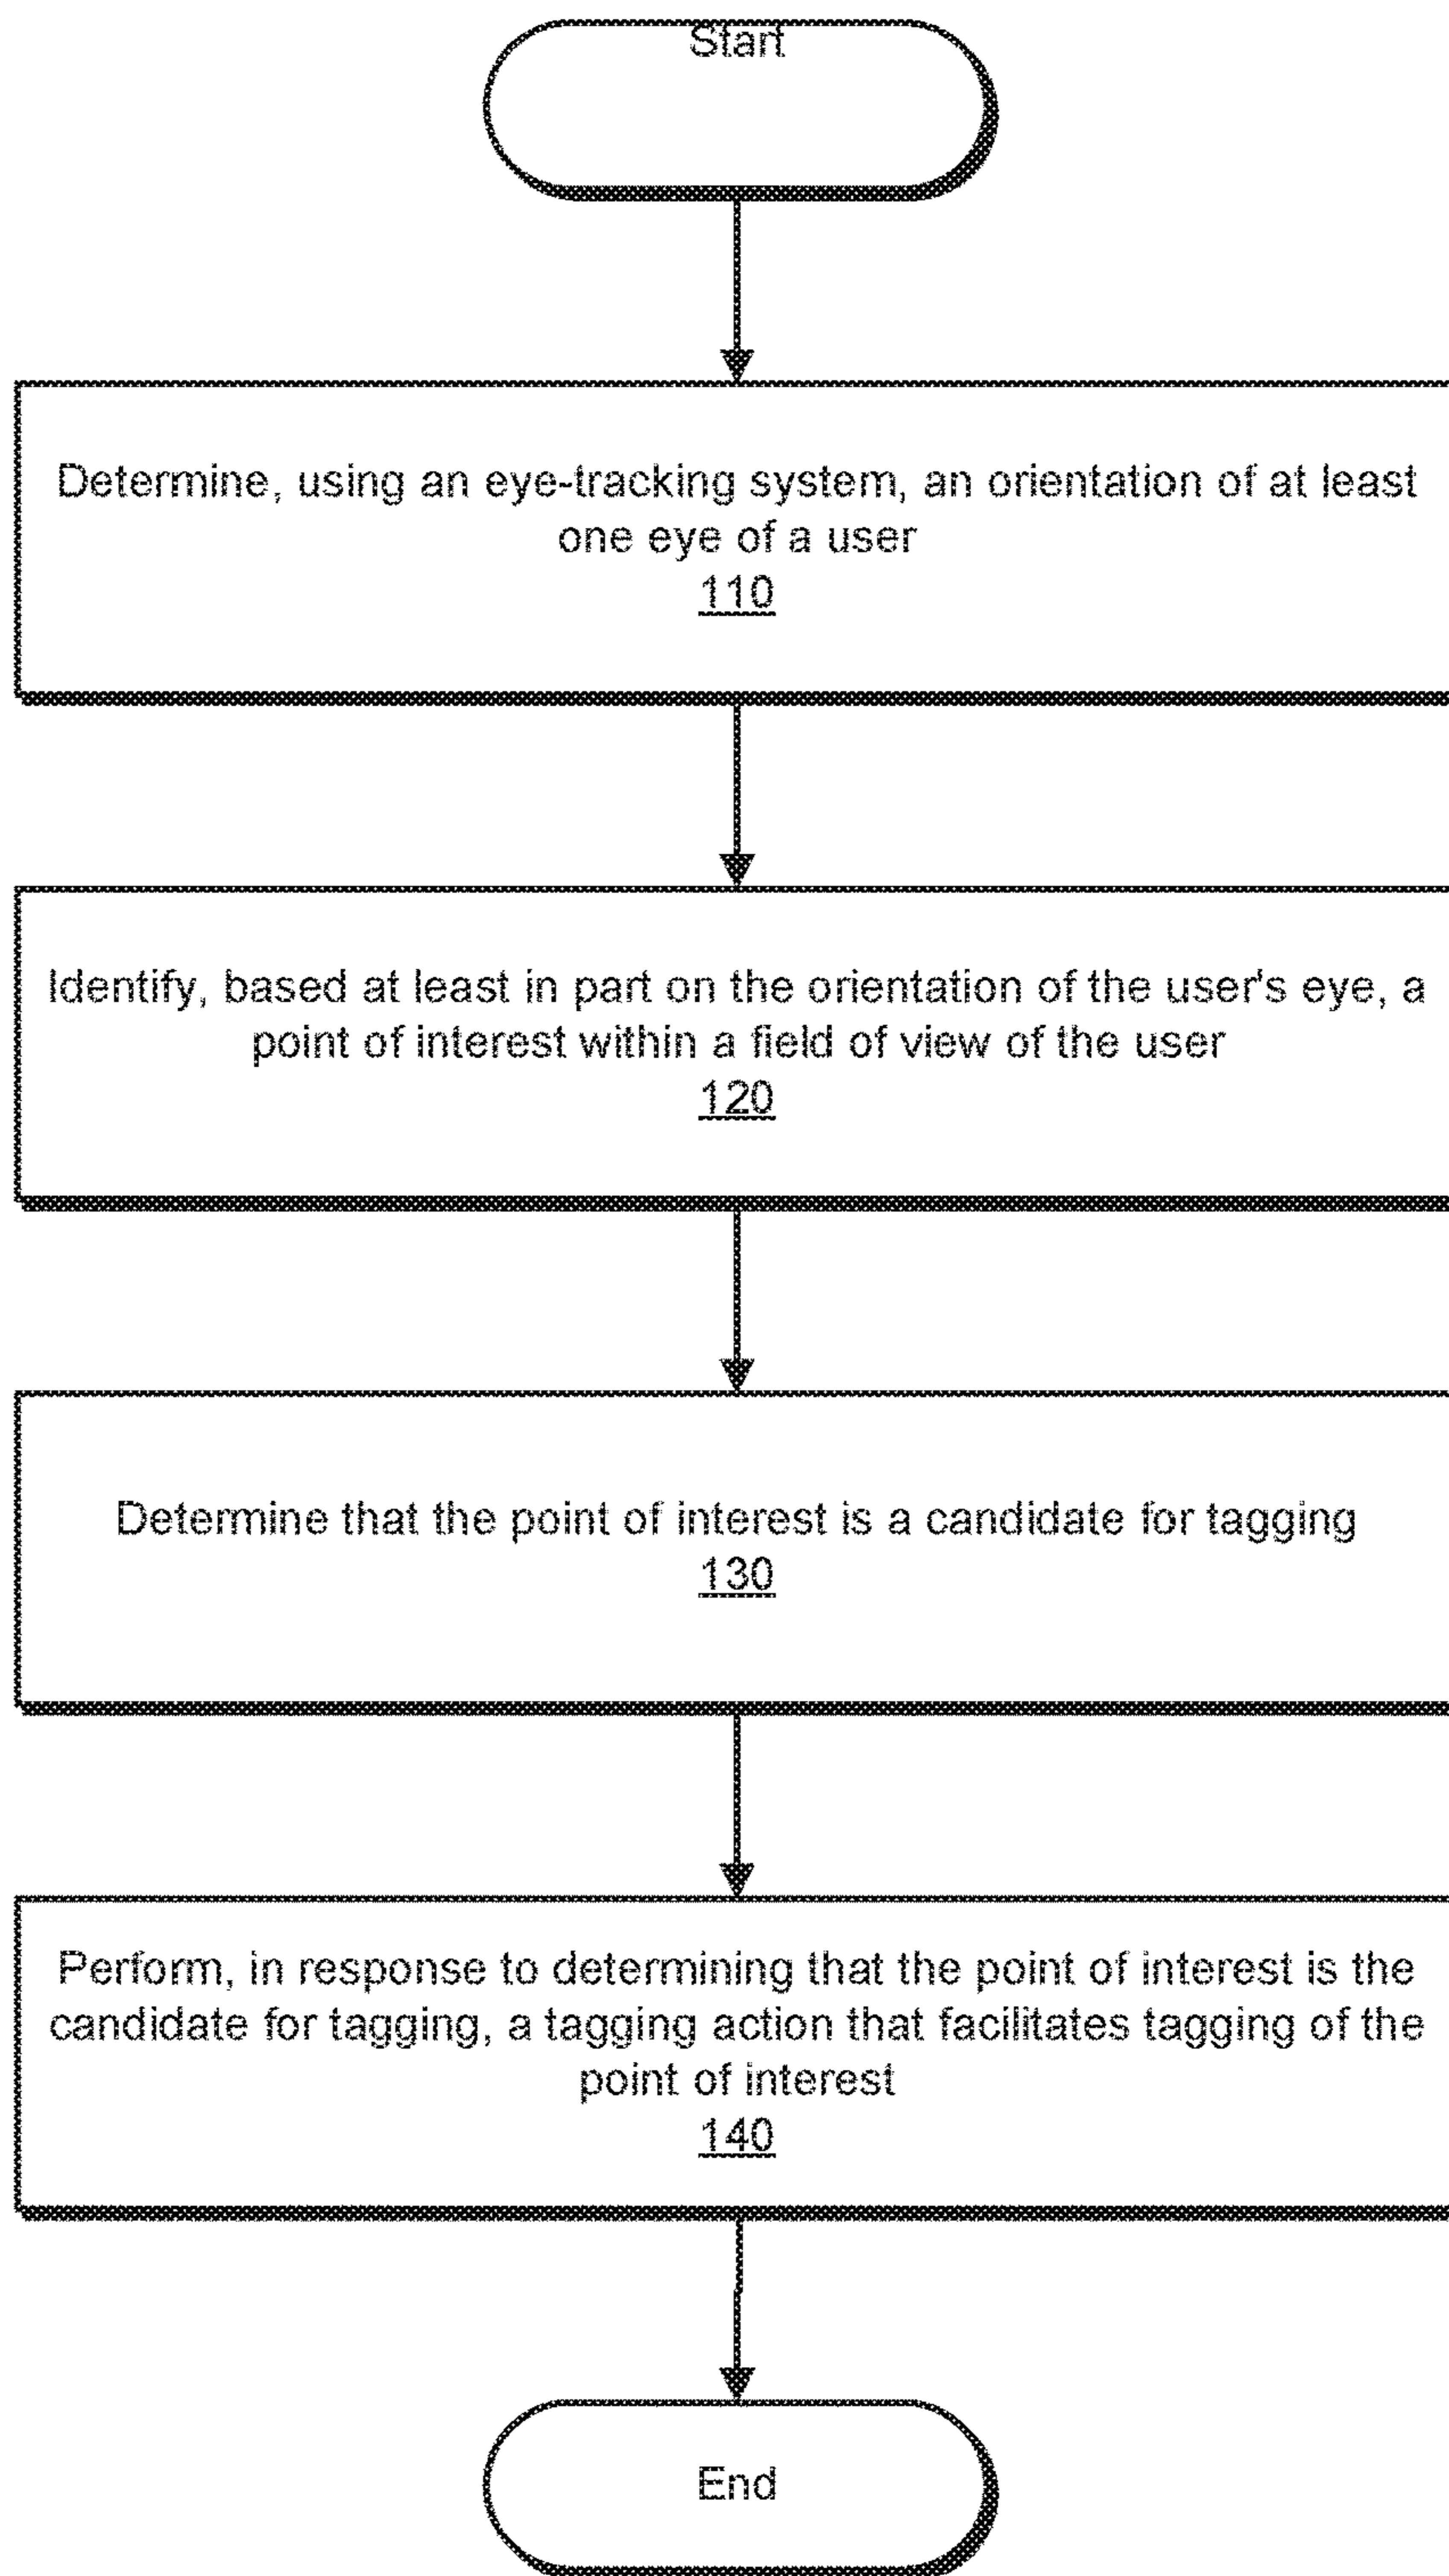 Start
Determine, using an eye-tracking system, an orientation of at least
one eye of a user
110
Identify, based at least in part on the orientation of the user's eye, a
point of interest within a field of view of the user
120
Determine that the point of interest is a candidate for tagging
130
Perform, in response to determining that the point of interest is the
candidate for tagging, a tagging action that facilitates tagging of the
point of interest
140
End